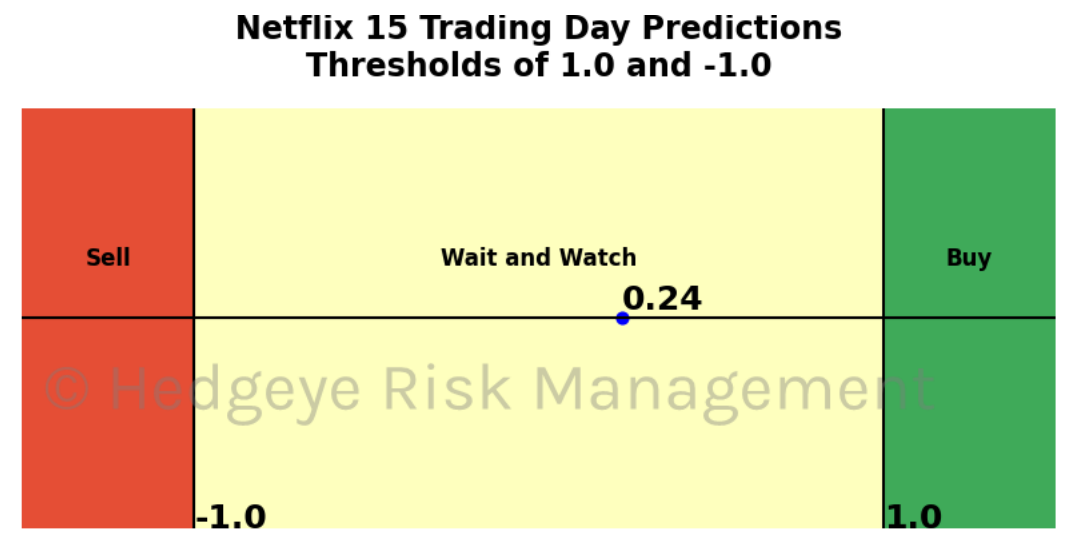 Netflix 15 Trading Day Predictions
Thresholds of 1.0 and -1.0
Sell
Wait and Watch
Buy
0.24
© Hedgeye Risk Management
-1.0
1.0